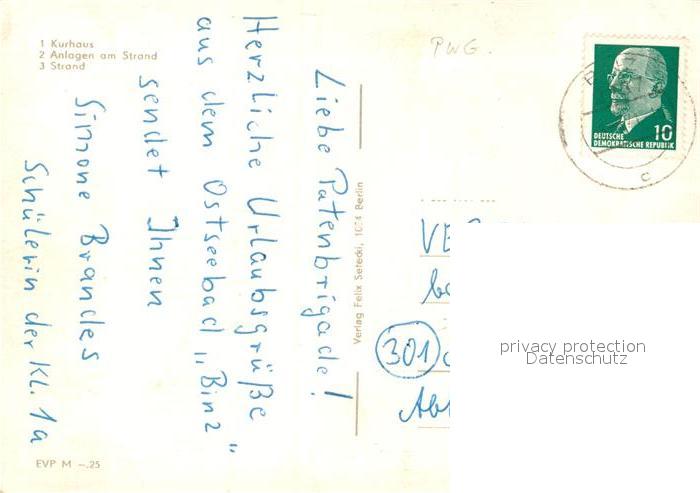 1 Kurhaus
2 Anlagen am Strand
3 Strand
PWG.
DEUTSCHE
DEMOKRATISCHE REPUBLIK
10
c
Liebe Patenbrigade!
Herzliche Urlaubsgrüße
aus dem Ostseebad „Binz"
sendet Ihnen
Simone Brandes
Schülerin der Kl. 1a
Verlag Felix Setecki, Berlin
301
privacy protection
Datenschutz
EVP M –.25